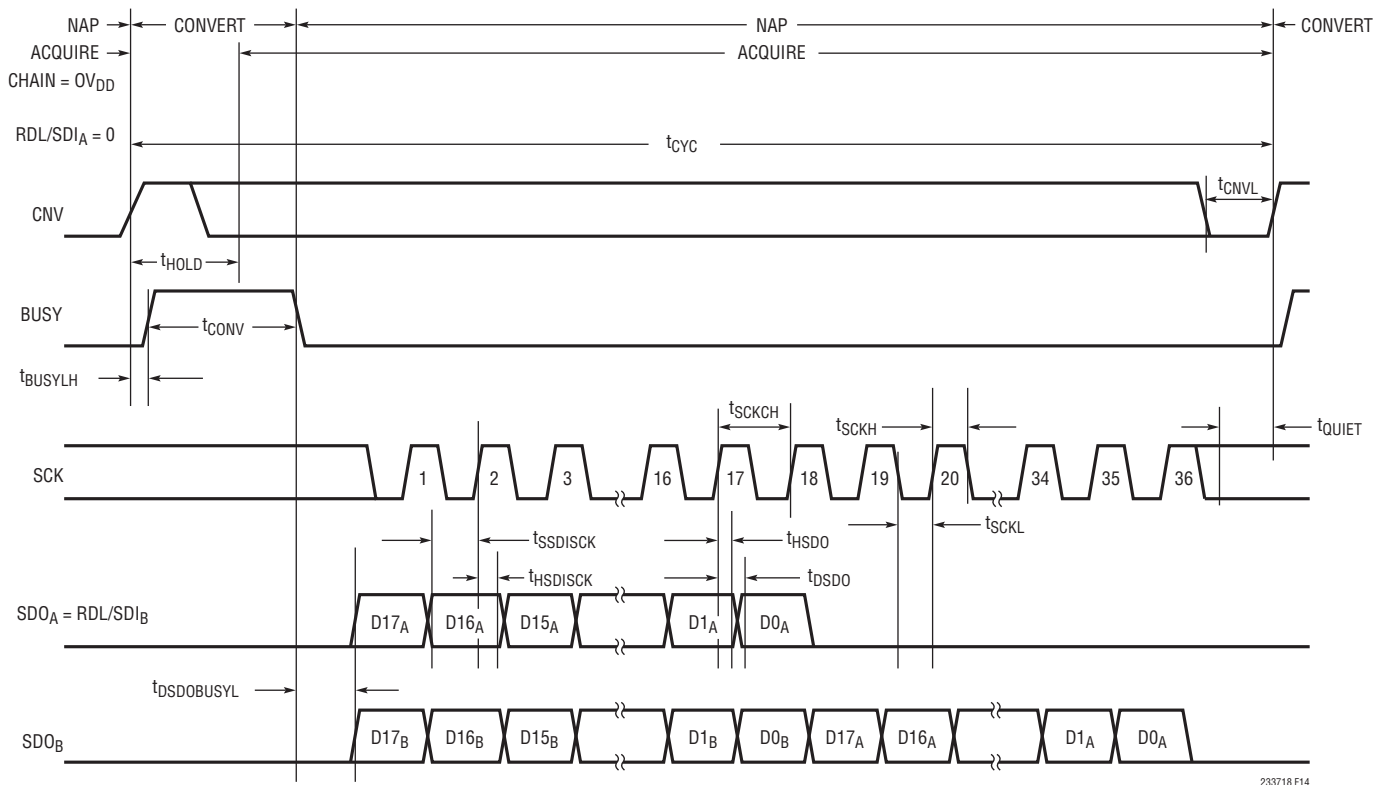 NAP CONVERT NAP CONVERT
ACQUIRE ACQUIRE
CHAIN = OVDD
RDL/SDIA = 0
tCYC
tCNVL
CNV
tHOLD
BUSY
tCONV
tBUSYLH
tSCKCH
tSCKH
tQUIET
SCK
1 2 3 16 17 18 19 20 34 35 36
tSSDISCK
tHSDO
tSCKL
tHSDISCK
tDSDO
SDOA = RDL/SDIB
D17A D16A D15A D1A D0A
tDSDOBUSYL
SDOB
D17B D16B D15B D1B D0B D17A D16A D1A D0A
233718 F14